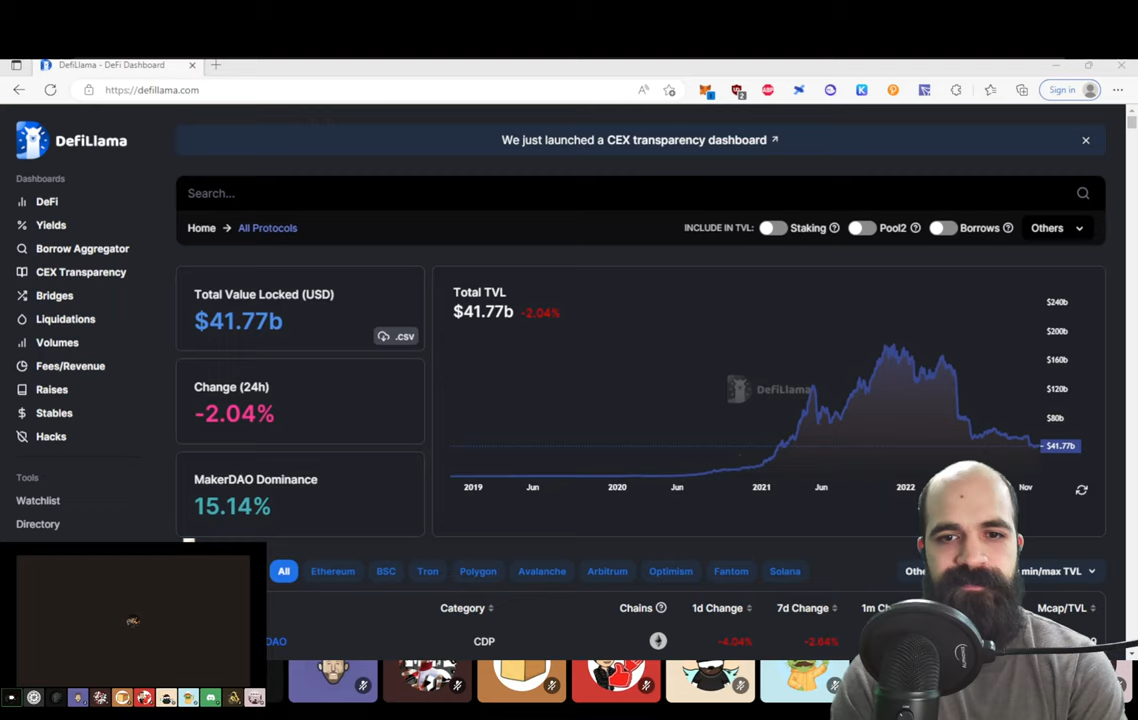 DefiLlama - DeFi Dashboard
https://defillama.com
Sign in
DefiLlama
We just launched a CEX transparency dashboard
Dashboards
DeFi
Yields
Borrow Aggregator
CEX Transparency
Bridges
Liquidations
Volumes
Fees/Revenue
Raises
Stables
Hacks
Tools
Watchlist
Directory
Search...
Home
All Protocols
INCLUDE IN TVL:
Staking
Pool2
Borrows
Others
Total Value Locked (USD)
$41.77b
.csv
Change (24h)
-2.04%
MakerDAO Dominance
15.14%
Total TVL
$41.77b -2.04%
DefiLlama
$240b
$200b
$160b
$120b
$80b
$41.77b
2019 Jun 2020 Jun 2021 Jun 2022 Nov
All Ethereum BSC Tron Polygon Avalanche Arbitrum Optimism Fantom Solana
min/max TVL
Category Chains 1d Change 7d Change Mcap/TVL
DAO CDP -4.04% -2.64%